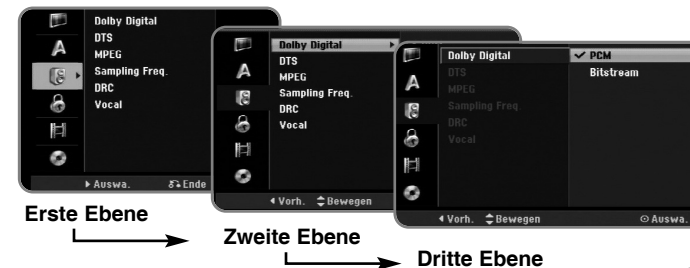 Dolby Digital
DTS
MPEG
Sampling Freq.
DRC
Vocal
A
Auswa.
Ende
Erste Ebene
Dolby Digital
DTS
MPEG
Sampling Freq.
DRC
Vocal
A
Vorh.
Bewegen
Zweite Ebene
Dolby Digital
PCM
DTS
Bitstream
MPEG
Sampling Freq.
DRC
Vocal
A
Vorh.
Bewegen
Auswa.
Dritte Ebene